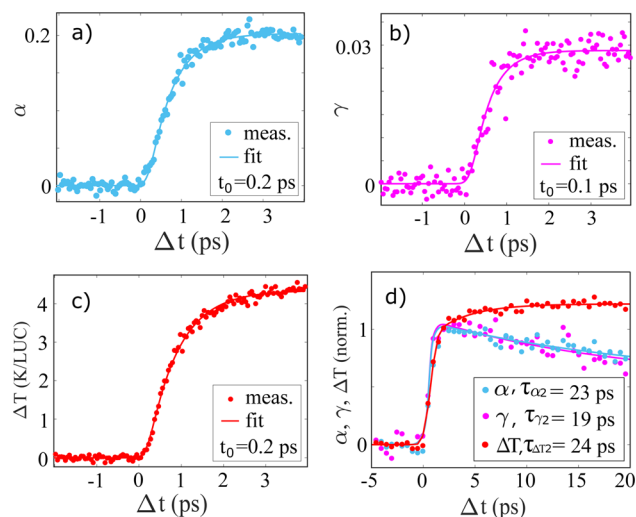 a)
0.2
α
0
meas.
fit
t₀=0.2 ps
-1 0 1 2 3
Δt (ps)
b)
0.03
γ
0
meas.
fit
t₀=0.1 ps
-1 0 1 2 3
Δt (ps)
c)
4
3
2
1
0
ΔT (K/LUC)
meas.
fit
t₀=0.2 ps
-1 0 1 2 3
Δt (ps)
d)
1
0
α, γ, ΔT (norm.)
α, τα2= 23 ps
γ, τγ2= 19 ps
ΔT,τΔT2= 24 ps
-5 0 5 10 15 20
Δt (ps)